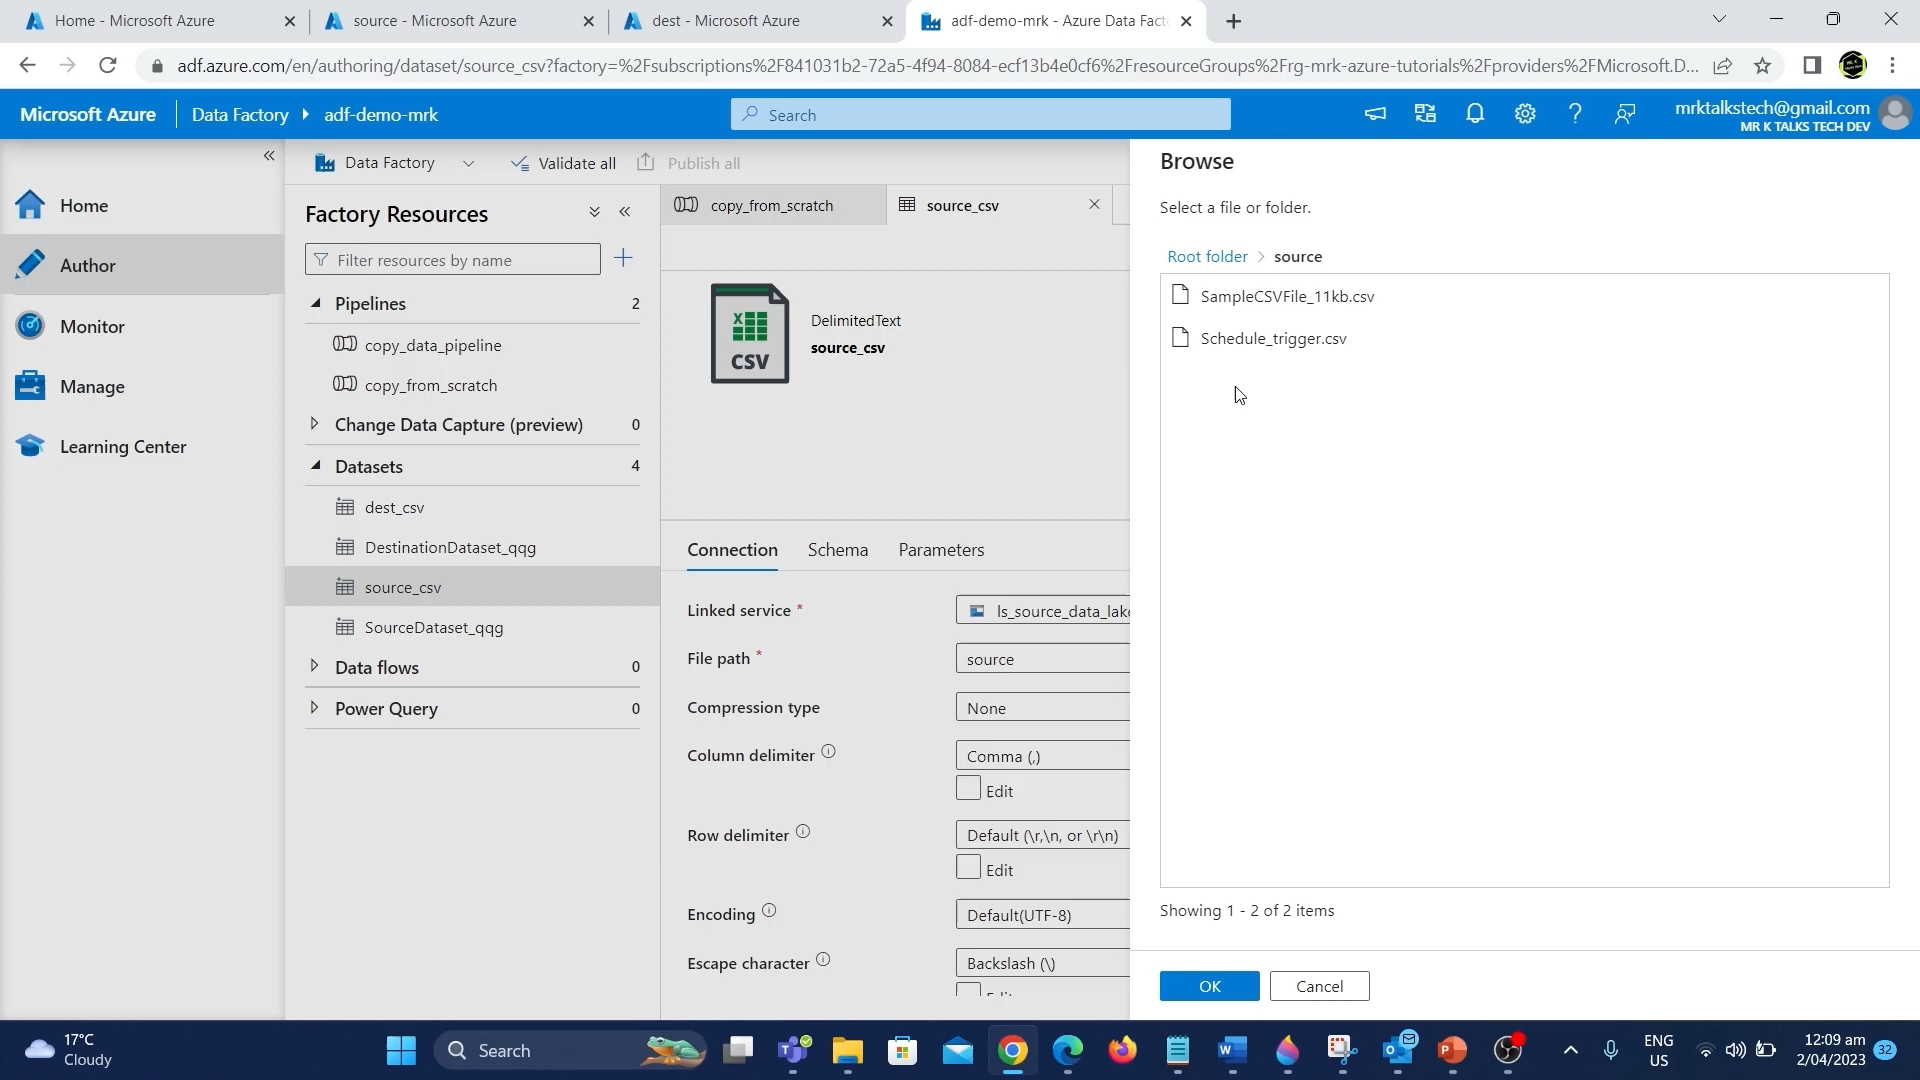 Home - Microsoft Azure
source - Microsoft Azure
dest - Microsoft Azure
adf-demo-mrk - Azure Data Fact
adf.azure.com/en/authoring/dataset/source_csv?factory=%2Fsubscriptions%2F841031b2-72a5-4f94-8084-ecf13b4e0cf6%2FresourceGroups%2Frg-mrk-azure-tutorials%2Fproviders%2FMicrosoft.D...
Microsoft Azure
Data Factory
adf-demo-mrk
Search
mrktalkstech@gmail.com
MR K TALKS TECH DEV
Home
Author
Monitor
Manage
Learning Center
Data Factory
Validate all
Publish all
Factory Resources
Filter resources by name
Pipelines 2
copy_data_pipeline
copy_from_scratch
Change Data Capture (preview) 0
Datasets 4
dest_csv
DestinationDataset_qqg
source_csv
SourceDataset_qqg
Data flows 0
Power Query 0
copy_from_scratch
source_csv
CSV
DelimitedText
source_csv
Connection
Schema
Parameters
Linked service *
ls_source_data_lake
File path *
source
Compression type
None
Column delimiter
Comma (,)
Edit
Row delimiter
Default (\r,\n, or \r\n)
Edit
Encoding
Default(UTF-8)
Escape character
Backslash (\)
Browse
Select a file or folder.
Root folder > source
SampleCSVFile_11kb.csv
Schedule_trigger.csv
Showing 1 - 2 of 2 items
OK
Cancel
17°C
Cloudy
Search
ENG
US
12:09 am
2/04/2023
32